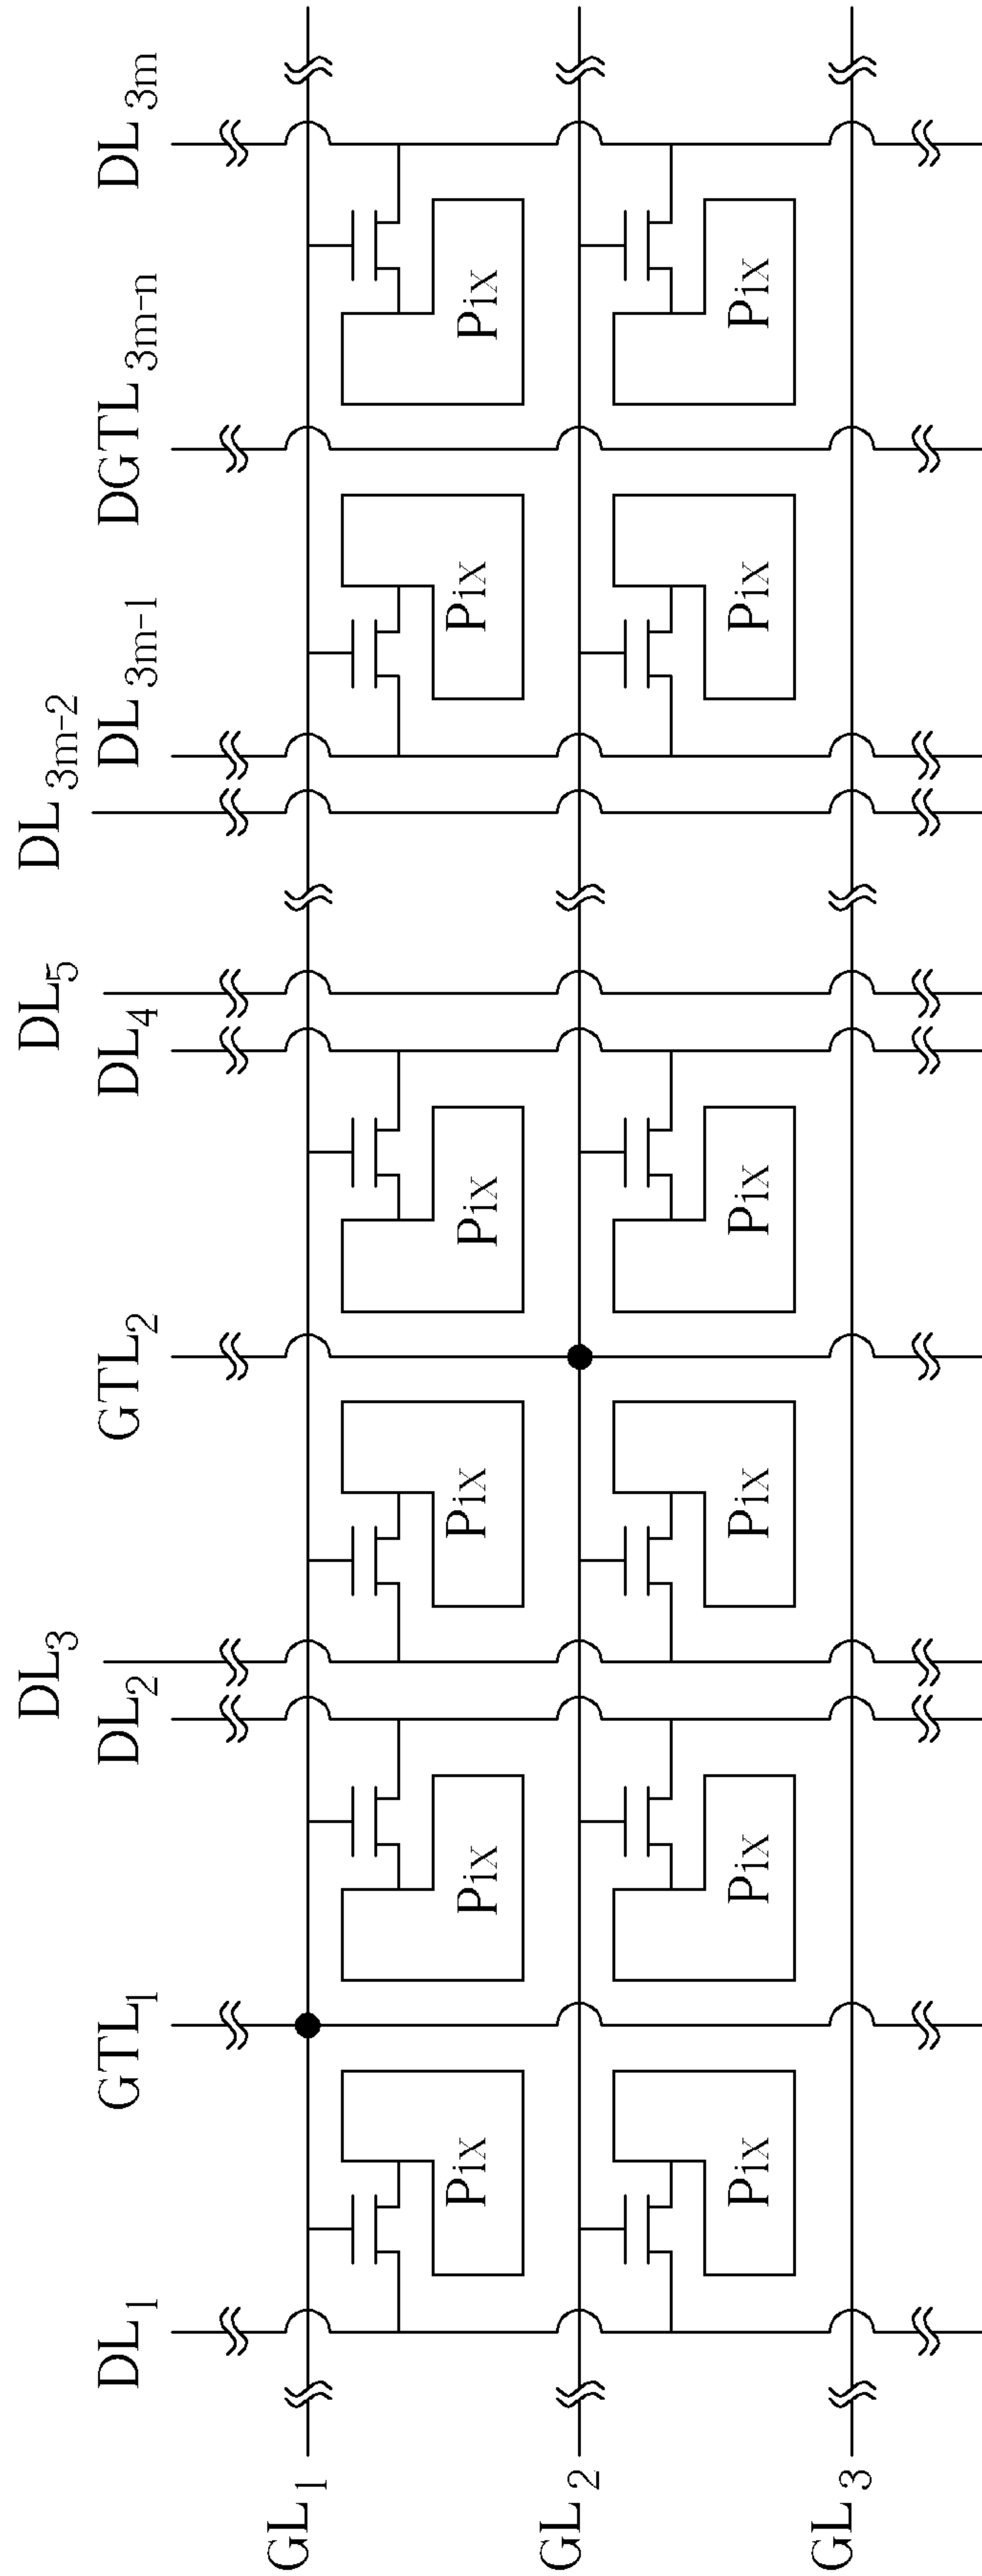 DL₁
GTL₁
DL₂
DL₃
GTL₂
DL₄
DL₅
DL₃ₘ₋₂
DL₃ₘ₋₁
DGTL₃ₘ₋ₙ
DL₃ₘ
GL₁
Pix
Pix
Pix
Pix
Pix
Pix
GL₂
Pix
Pix
Pix
Pix
Pix
Pix
GL₃